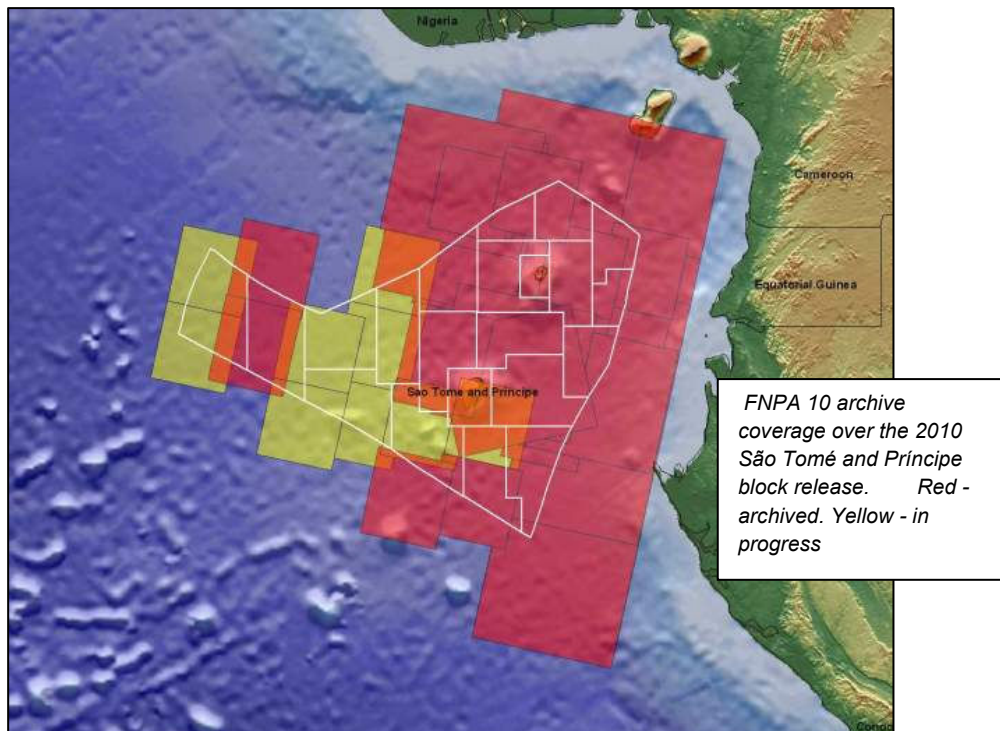 Nigeria
Cameroon
Equatorial Guinea
Sao Tome and Principe
FNPA 10 archive
coverage over the 2010
São Tomé and Príncipe
block release. Red -
archived. Yellow - in
progress